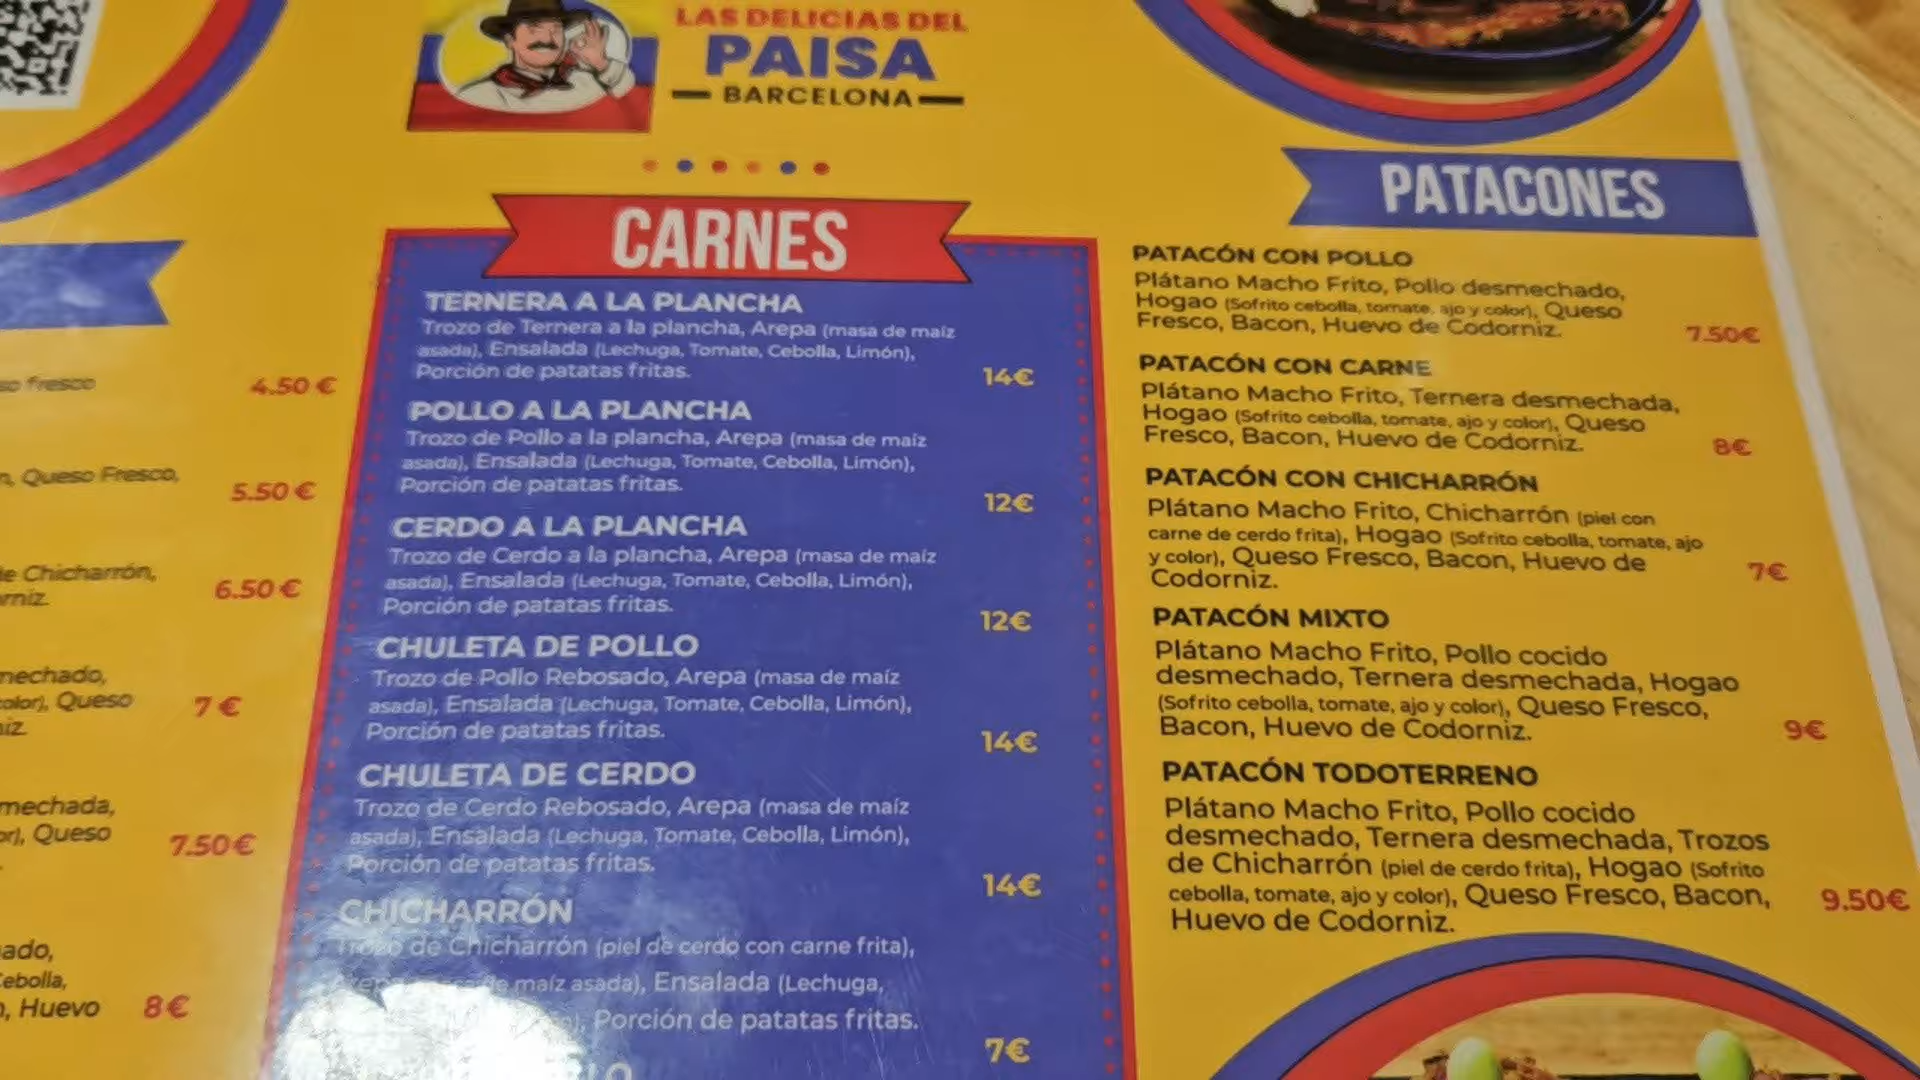 LAS DELICIAS DEL
PAISA
BARCELONA
so fresco
4.50 €
Queso Fresco,
5.50 €
de Chicharrón,
6.50 €
Queso
7 €
Queso
7.50€
Huevo
8€
CARNES
TERNERA A LA PLANCHA
Trozo de Ternera a la plancha, Arepa (masa de maíz
asada), Ensalada (Lechuga, Tomate, Cebolla, Limón),
Porción de patatas fritas.
14€
POLLO A LA PLANCHA
Trozo de Pollo a la plancha, Arepa (masa de maíz
asada), Ensalada (Lechuga, Tomate, Cebolla, Limón),
Porción de patatas fritas.
12€
CERDO A LA PLANCHA
Trozo de Cerdo a la plancha, Arepa (masa de maíz
asada), Ensalada (Lechuga, Tomate, Cebolla, Limón),
Porción de patatas fritas.
12€
CHULETA DE POLLO
Trozo de Pollo Rebosado, Arepa (masa de maíz
asada), Ensalada (Lechuga, Tomate, Cebolla, Limón),
Porción de patatas fritas.
14€
CHULETA DE CERDO
Trozo de Cerdo Rebosado, Arepa (masa de maíz
asada), Ensalada (Lechuga, Tomate, Cebolla, Limón),
Porción de patatas fritas.
14€
CHICHARRÓN
Trozo de Chicharrón (piel de cerdo con carne frita),
de maíz asada), Ensalada (Lechuga,
Porción de patatas fritas.
7€
PATACONES
PATACÓN CON POLLO
Plátano Macho Frito, Pollo desmechado,
Hogao (Sofrito cebolla, tomate, ajo y color), Queso
Fresco, Bacon, Huevo de Codorniz.
7.50€
PATACÓN CON CARNE
Plátano Macho Frito, Ternera desmechada,
Hogao (Sofrito cebolla, tomate, ajo y color), Queso
Fresco, Bacon, Huevo de Codorniz.
8€
PATACÓN CON CHICHARRÓN
Plátano Macho Frito, Chicharrón (piel con
carne de cerdo frita), Hogao (Sofrito cebolla, tomate, ajo
y color), Queso Fresco, Bacon, Huevo de
Codorniz.
7€
PATACÓN MIXTO
Plátano Macho Frito, Pollo cocido
desmechado, Ternera desmechada, Hogao
(Sofrito cebolla, tomate, ajo y color), Queso Fresco,
Bacon, Huevo de Codorniz.
9€
PATACÓN TODOTERRENO
Plátano Macho Frito, Pollo cocido
desmechado, Ternera desmechada, Trozos
de Chicharrón (piel de cerdo frita), Hogao (Sofrito
cebolla, tomate, ajo y color), Queso Fresco, Bacon,
Huevo de Codorniz.
9.50€